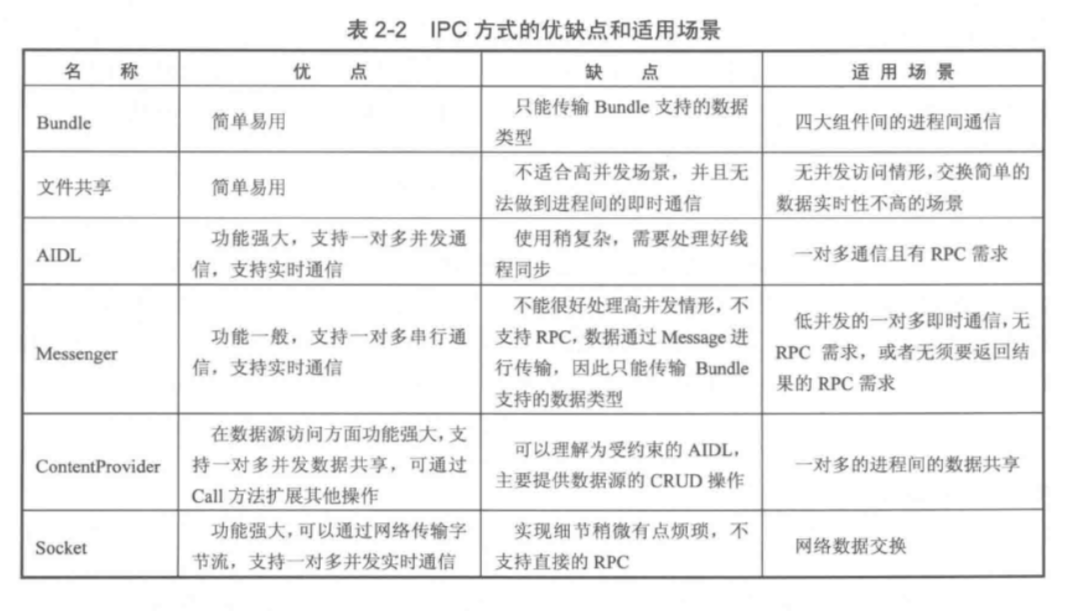 表 2-2 IPC 方式的优缺点和适用场景
名 称 优 点 缺 点 适 用 场 景
Bundle 简单易用 只能传输 Bundle 支持的数据
类型 四大组件间的进程间通信
文件共享 简单易用 不适合高并发场景，并且无
法做到进程间的即时通信 无并发访问情形，交换简单的
数据实时性不高的场景
AIDL 功能强大，支持一对多并发通
信，支持实时通信 使用稍复杂，需要处理好线
程同步 一对多通信且有 RPC 需求
Messenger 功能一般，支持一对多串行通
信，支持实时通信 不能很好处理高并发情形，不
支持 RPC，数据通过 Message 进
行传输，因此只能传输 Bundle
支持的数据类型 低并发的一对多即时通信，无
RPC 需求，或者无须要返回结
果的 RPC 需求
ContentProvider 在数据源访问方面功能强大，支
持一对多并发数据共享，可通过
Call 方法扩展其他操作 可以理解为受约束的 AIDL，
主要提供数据源的 CRUD 操作 一对多的进程间的数据共享
Socket 功能强大，可以通过网络传输字
节流，支持一对多并发实时通信 实现细节稍微有点烦琐，不
支持直接的 RPC 网络数据交换